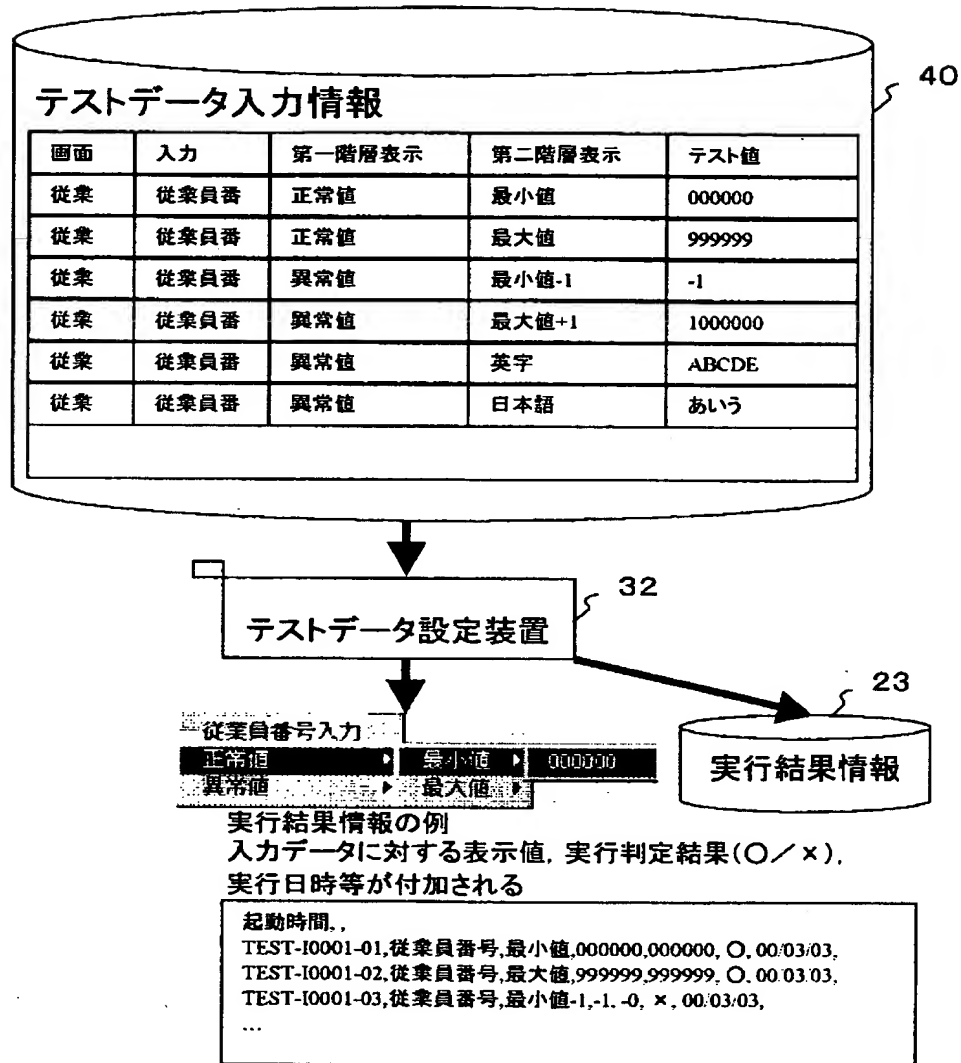 40
テストデータ入力情報
画面 入力 第一階層表示 第二階層表示 テスト値
従業 従業員番 正常値 最小値 000000
従業 従業員番 正常値 最大値 999999
従業 従業員番 異常値 最小値-1 -1
従業 従業員番 異常値 最大値+1 1000000
従業 従業員番 異常値 英字 ABCDE
従業 従業員番 異常値 日本語 あいう
32
テストデータ設定装置
23
実行結果情報
従業員番号入力
正常値 最小値 000000
異常値 最大値
実行結果情報の例
入力データに対する表示値, 実行判定結果(○/×),
実行日時等が付加される
起動時間, ,
TEST-I0001-01,従業員番号,最小値,000000,000000, ○, 00/03/03,
TEST-I0001-02,従業員番号,最大値,999999,999999, ○, 00/03/03,
TEST-I0001-03,従業員番号,最小値-1,-1, -0, ×, 00/03/03,
…